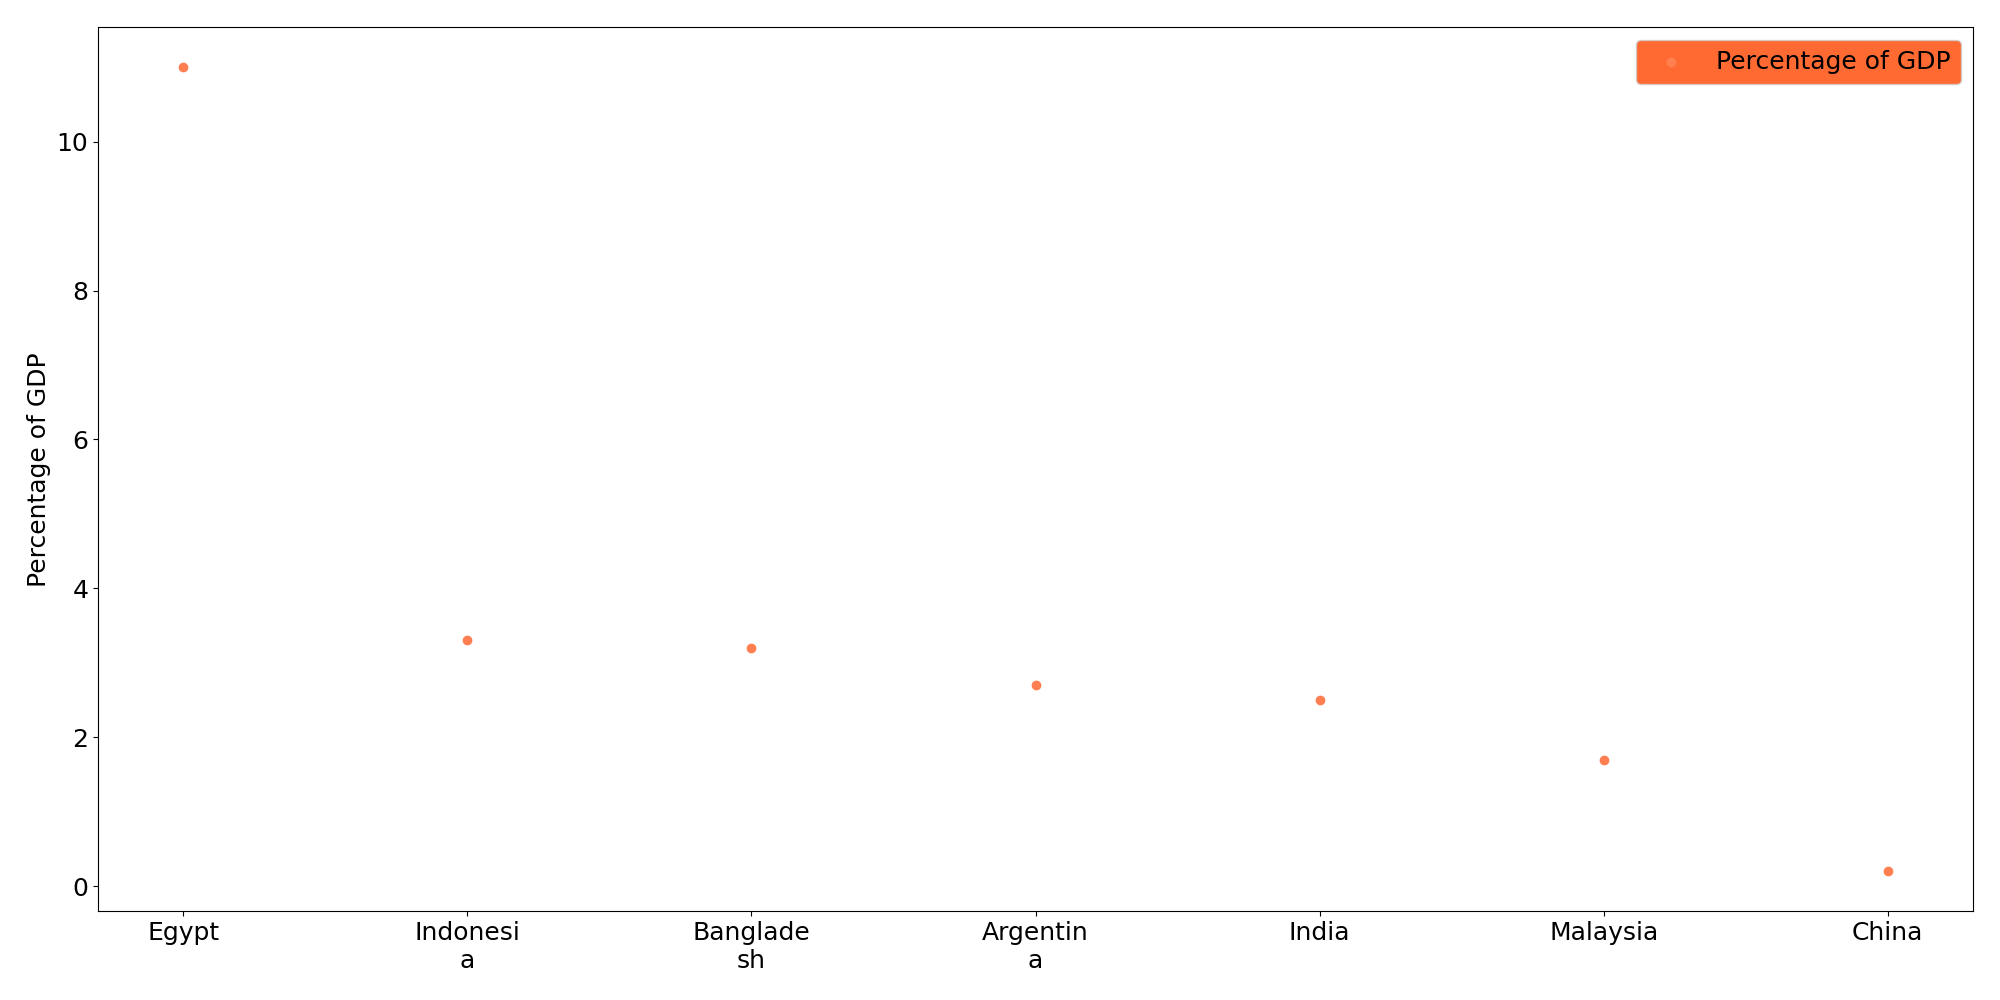 Percentage of GDP
10
8
6
4
2
0
Percentage of GDP
Egypt
Indonesi
a
Banglade
sh
Argentin
a
India
Malaysia
China